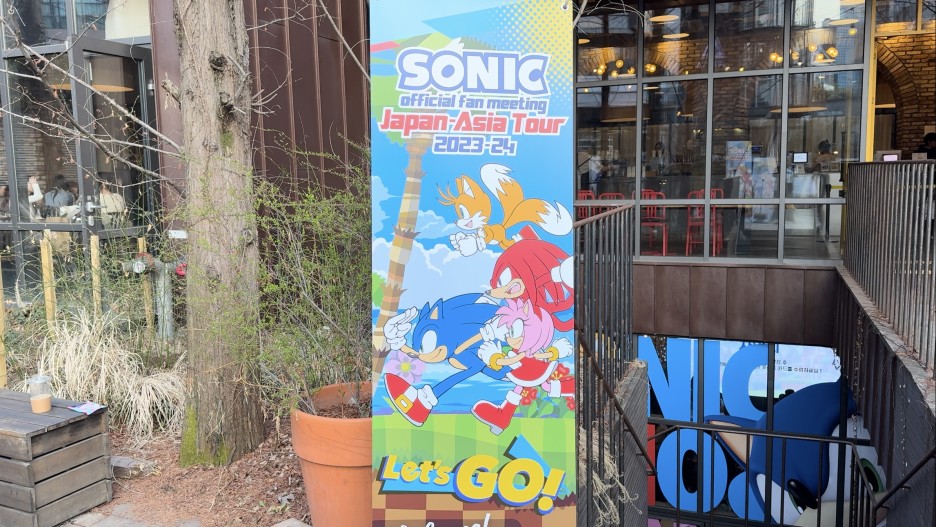 SONIC
official fan meeting
Japan-Asia Tour
2023-24
Let's GO!